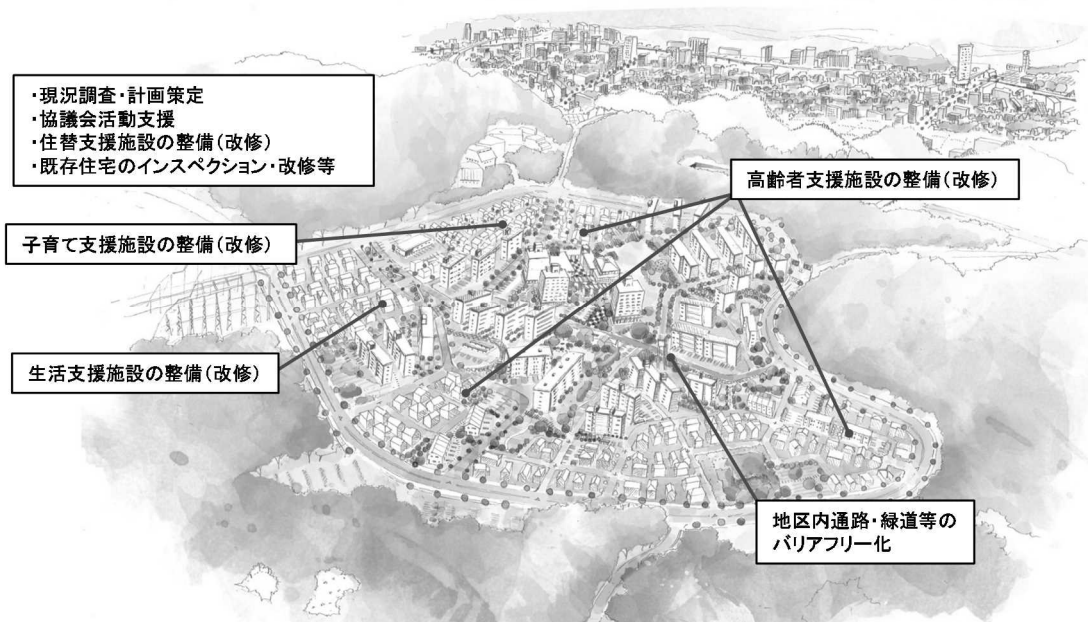 ・現況調査・計画策定
・協議会活動支援
・住替支援施設の整備(改修)
・既存住宅のインスペクション・改修等
高齢者支援施設の整備(改修)
子育て支援施設の整備(改修)
生活支援施設の整備(改修)
地区内通路・緑道等の
バリアフリー化